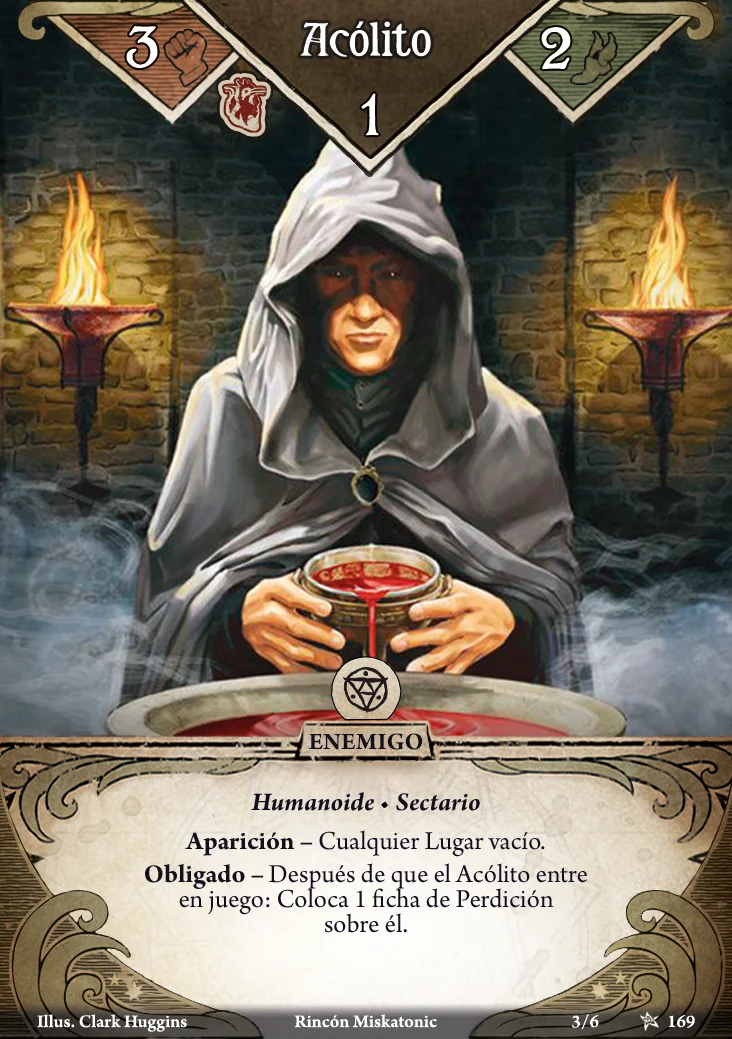 3
Acólito
2
1
ENEMIGO
Humanoide • Sectario
Aparición – Cualquier Lugar vacío.
Obligado – Después de que el Acólito entre
en juego: Coloca 1 ficha de Perdición
sobre él.
Illus. Clark Huggins Rincón Miskatonic 3/6 169